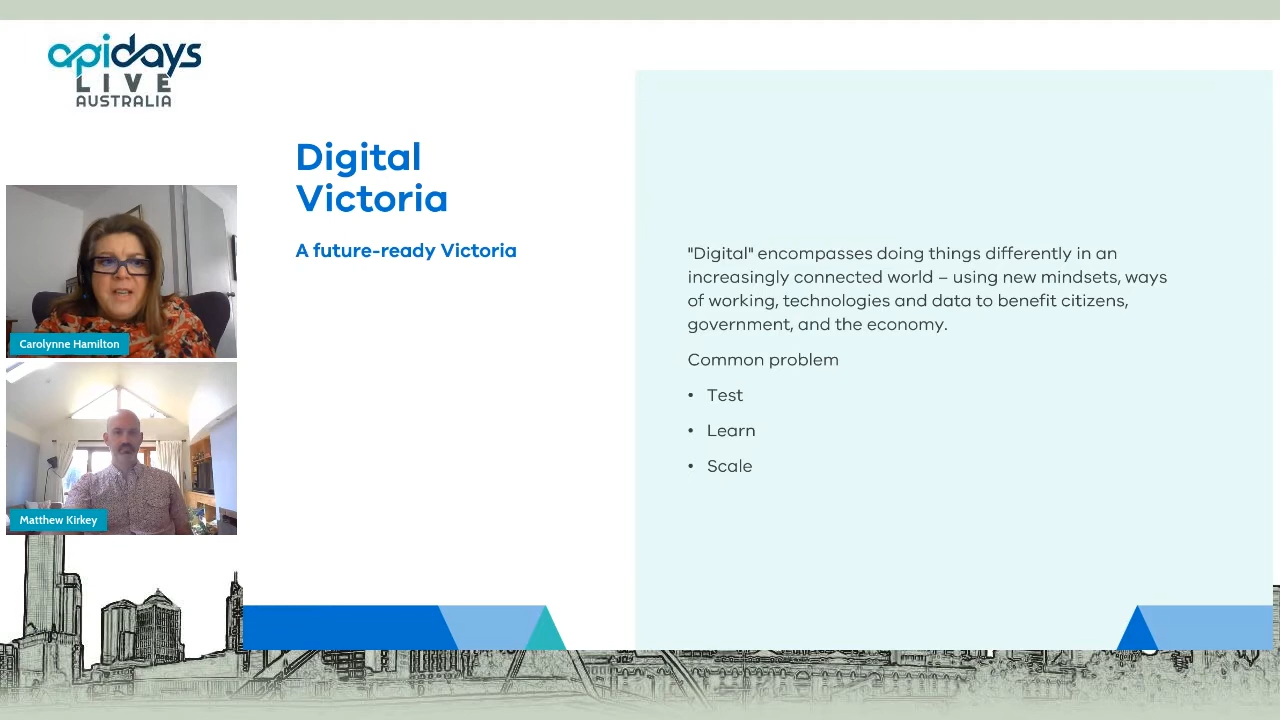 apidays
LIVE
AUSTRALIA
Digital
Victoria
A future-ready Victoria
Carolynne Hamilton
Matthew Kirkey
"Digital" encompasses doing things differently in an
increasingly connected world – using new mindsets, ways
of working, technologies and data to benefit citizens,
government, and the economy.
Common problem
• Test
• Learn
• Scale